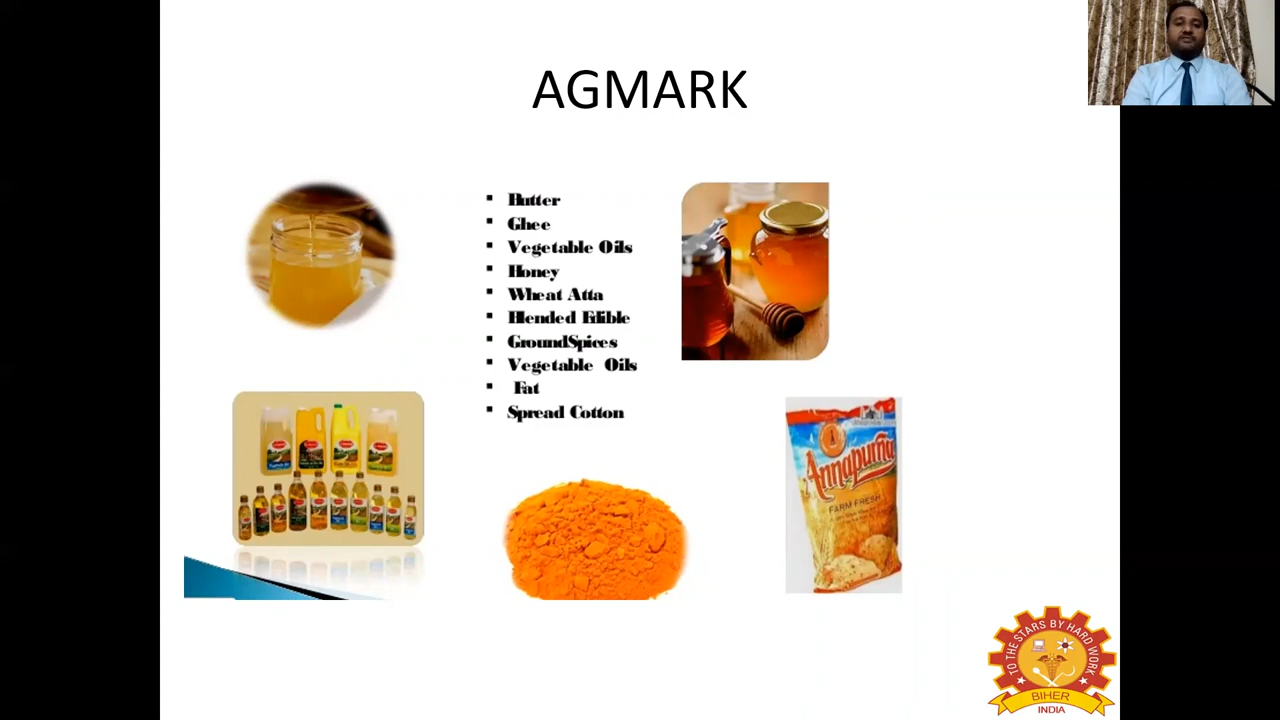 AGMARK
▪ Butter
▪ Ghee
▪ Vegetable Oils
▪ Honey
▪ Wheat Atta
▪ Blended Edible
▪ GroundSpices
▪ Vegetable Oils
▪ Fat
▪ Spread Cotton
Annapurna
FARM FRESH
TO THE STARS BY HARD WORK
BIHER
INDIA